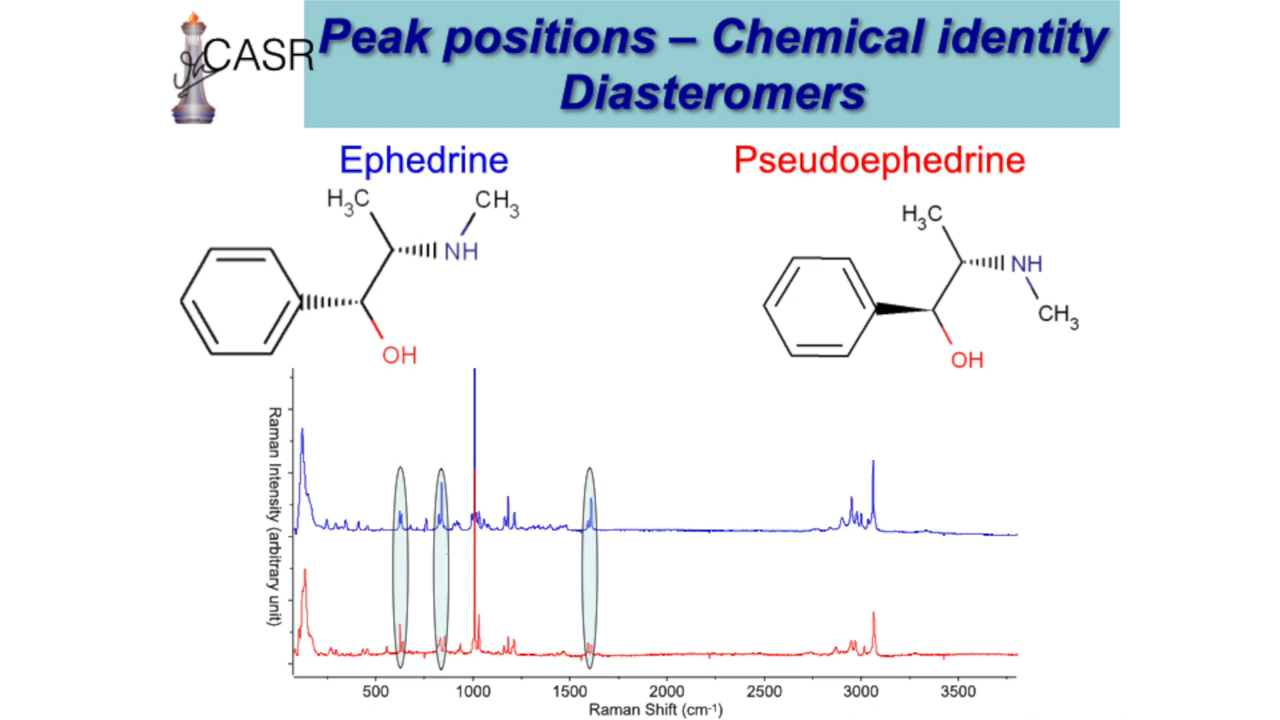 CASR
Peak positions – Chemical identity
Diasteromers
Ephedrine
Pseudoephedrine
H3C
CH3
NH
OH
H3C
NH
CH3
OH
Raman Intensity (arbitrary unit)
500 1000 1500 2000 2500 3000 3500
Raman Shift (cm-1)